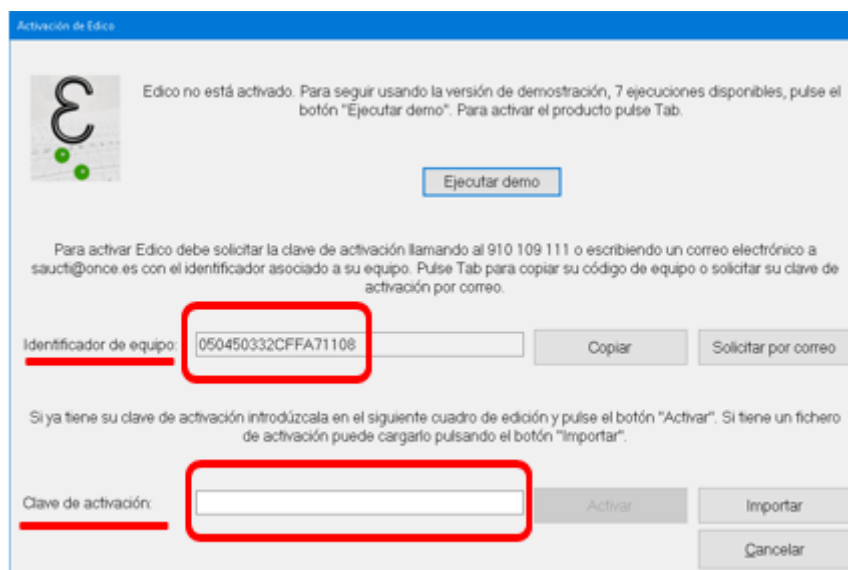 Activación de Edico
Edico no está activado. Para seguir usando la versión de demostración, 7 ejecuciones disponibles, pulse el
botón "Ejecutar demo". Para activar el producto pulse Tab.
Ejecutar demo
Para activar Edico debe solicitar la clave de activación llamando al 910 109 111 o escribiendo un correo electrónico a
saucti@once.es con el identificador asociado a su equipo. Pulse Tab para copiar su código de equipo o solicitar su clave de
activación por correo.
Identificador de equipo: 050450332CFFA71108 Copiar Solicitar por correo
Si ya tiene su clave de activación introdúzcala en el siguiente cuadro de edición y pulse el botón "Activar". Si tiene un fichero
de activación puede cargarlo pulsando el botón "Importar".
Clave de activación: Activar Importar
Cancelar